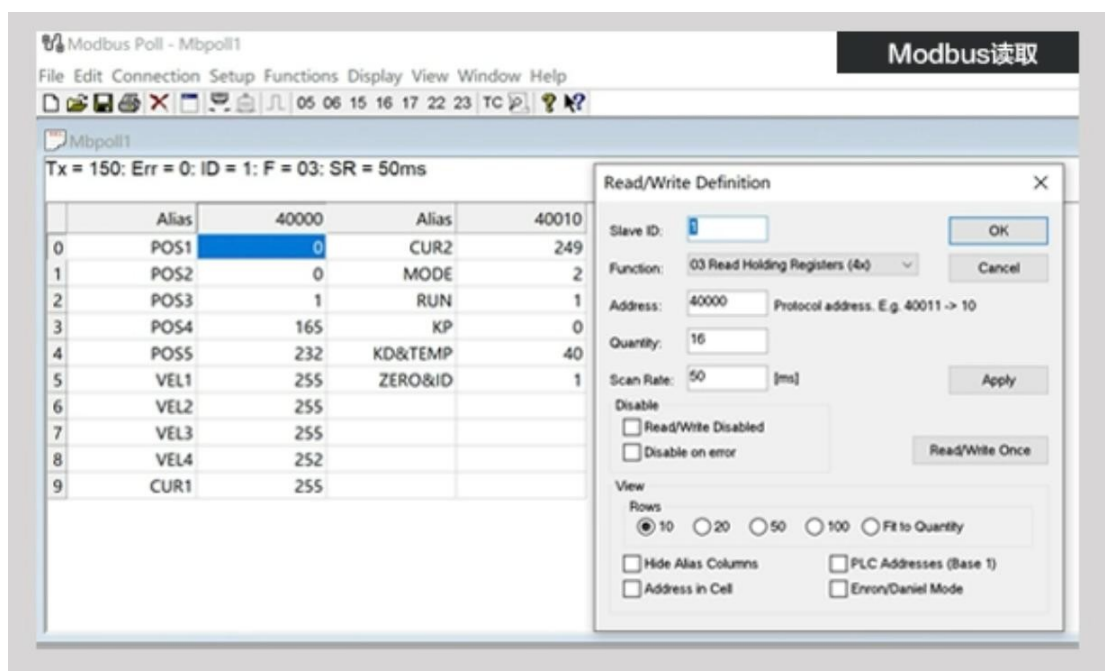 Modbus Poll - Mbpoll1
Modbus读取
File Edit Connection Setup Functions Display View Window Help
05 06 15 16 17 22 23 TC
Mbpoll1
Tx = 150: Err = 0: ID = 1: F = 03: SR = 50ms
Alias 40000 Alias 40010
0 POS1 0 CUR2 249
1 POS2 0 MODE 2
2 POS3 1 RUN 1
3 POS4 165 KP 0
4 POS5 232 KD&TEMP 40
5 VEL1 255 ZERO&ID 1
6 VEL2 255
7 VEL3 255
8 VEL4 252
9 CUR1 255
Read/Write Definition
Slave ID: 1 OK
Function: 03 Read Holding Registers (4x) Cancel
Address: 40000 Protocol address. E.g. 40011 -> 10
Quantity: 16
Scan Rate: 50 [ms] Apply
Disable
Read/Write Disabled
Disable on error
Read/Write Once
View
Rows
10 20 50 100 Fit to Quantity
Hide Alias Columns PLC Addresses (Base 1)
Address in Cell Enron/Daniel Mode